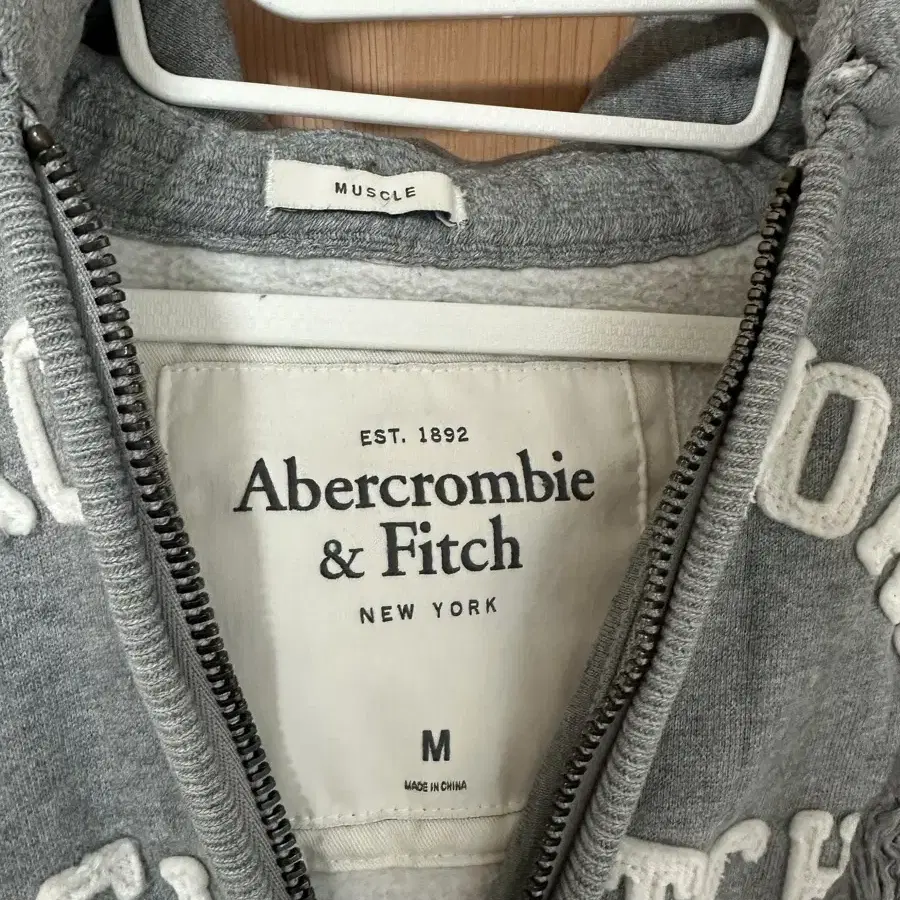 MUSCLE
EST. 1892
Abercrombie
& Fitch
NEW YORK
M
MADE IN CHINA